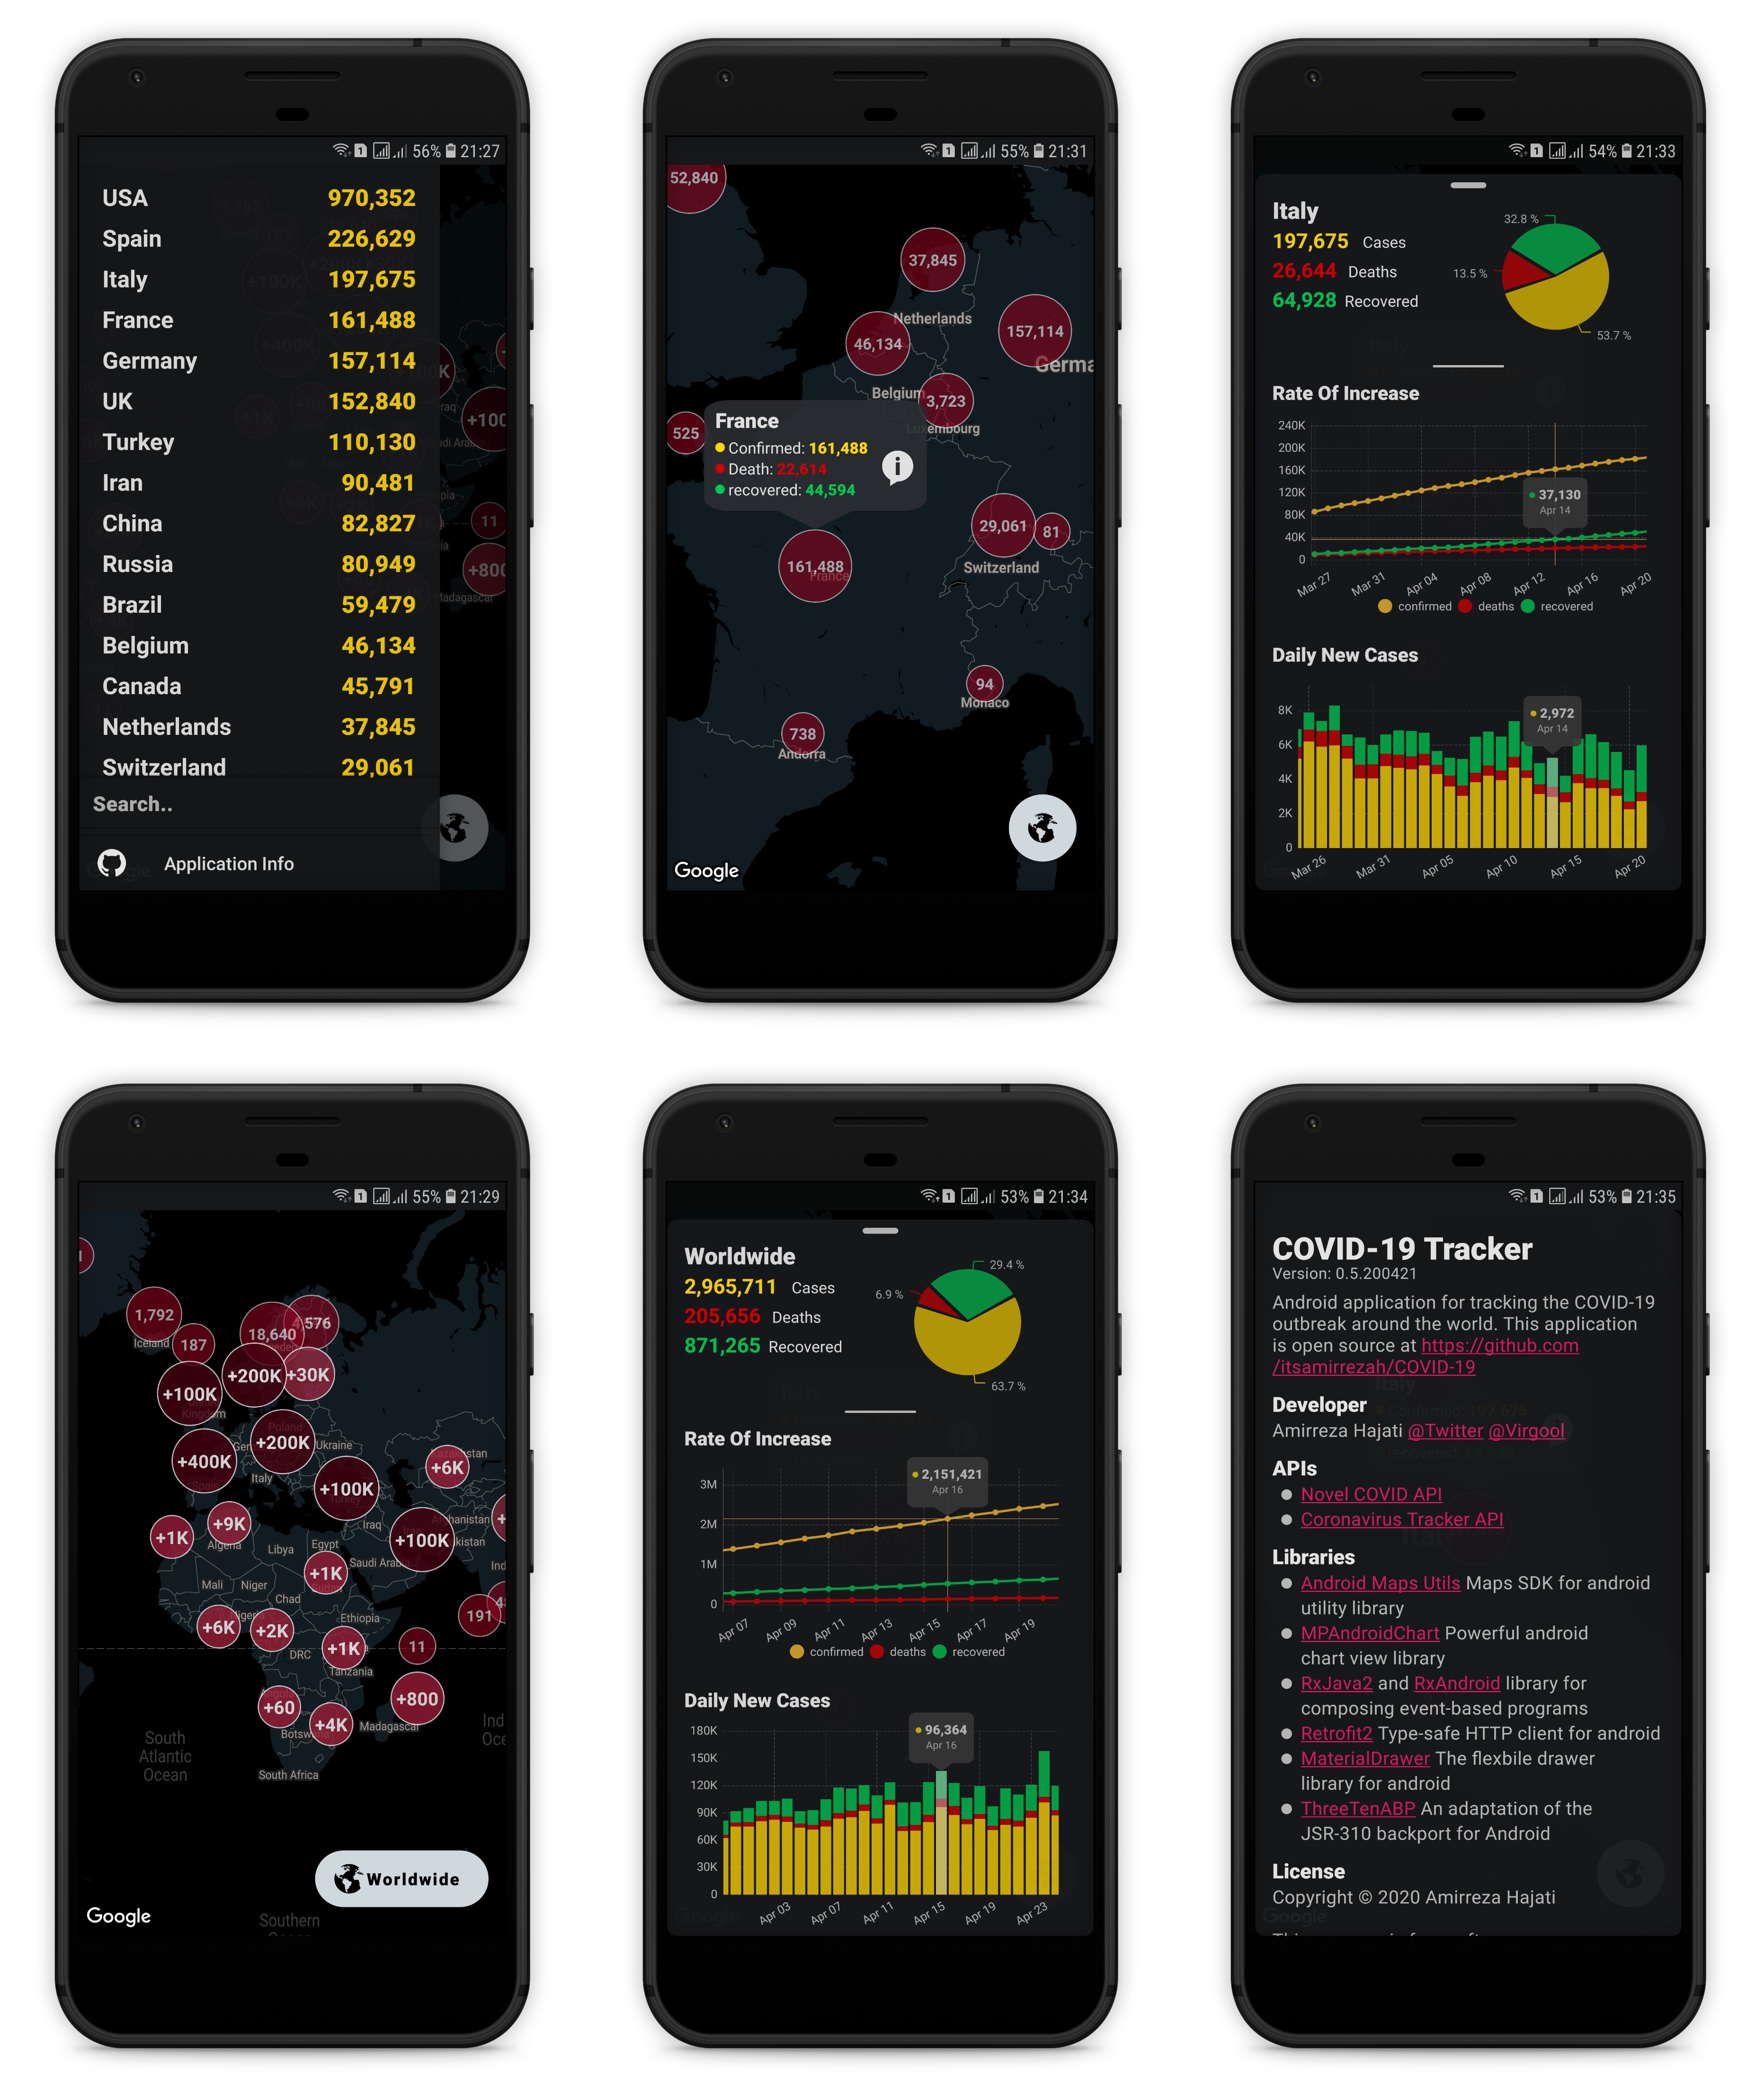 56% 21:27
USA 970,352
Spain 226,629
Italy 197,675
France 161,488
Germany 157,114
UK 152,840
Turkey 110,130
Iran 90,481
China 82,827
Russia 80,949
Brazil 59,479
Belgium 46,134
Canada 45,791
Netherlands 37,845
Switzerland 29,061
Search..
Application Info
+100
11
+800
Madagascar
55% 21:31
52,840
37,845
Netherlands
157,114
46,134
Germa
Belgium
3,723
Luxembourg
525
France
Confirmed: 161,488
Death: 22,614
recovered: 44,594
29,061
81
161,488
France
Switzerland
94
Monaco
738
Andorra
Google
54% 21:33
Italy
197,675 Cases
26,644 Deaths
64,928 Recovered
32.8 %
13.5 %
53.7 %
Rate Of Increase
240K
200K
160K
120K
80K
40K
0
37,130
Apr 14
Mar 27 Mar 31 Apr 04 Apr 08 Apr 12 Apr 16 Apr 20
confirmed deaths recovered
Daily New Cases
8K
6K
4K
2K
0
2,972
Apr 14
Mar 26 Mar 31 Apr 05 Apr 10 Apr 15 Apr 20
55% 21:29
1,792
Iceland
187
18,640
4,576
+200K
+30K
+100K
Kingdom
+200K
Poland
Ukraine
+400K
Spain
Italy
+6K
+100K
Turkey
+9K
+1K
Algeria
Libya
Egypt
Iraq
+100K
Afghanistan
Saudi Arabia
+1K
Sudan
Mali
Niger
Chad
+6K
+2K
Ethiopia
191
+1K
11
DRC
Tanzania
+60
+4K
+800
Angola
Botsw
Madagascar
South Africa
South
Atlantic
Ocean
Ind
Oce
Worldwide
Google
Southern
53% 21:34
Worldwide
2,965,711 Cases
205,656 Deaths
871,265 Recovered
29.4 %
6.9 %
63.7 %
Rate Of Increase
3M
2M
1M
0
2,151,421
Apr 16
Apr 07 Apr 09 Apr 11 Apr 13 Apr 15 Apr 17 Apr 19
confirmed deaths recovered
Daily New Cases
180K
150K
120K
90K
60K
30K
0
96,364
Apr 16
Apr 03 Apr 07 Apr 11 Apr 15 Apr 19 Apr 23
53% 21:35
COVID-19 Tracker
Version: 0.5.200421
Android application for tracking the COVID-19
outbreak around the world. This application
is open source at https://github.com
/itsamirrezah/COVID-19
Developer
Amirreza Hajati @Twitter @Virgool
APIs
Novel COVID API
Coronavirus Tracker API
Libraries
Android Maps Utils Maps SDK for android
utility library
MPAndroidChart Powerful android
chart view library
RxJava2 and RxAndroid library for
composing event-based programs
Retrofit2 Type-safe HTTP client for android
MaterialDrawer The flexbile drawer
library for android
ThreeTenABP An adaptation of the
JSR-310 backport for Android
License
Copyright © 2020 Amirreza Hajati